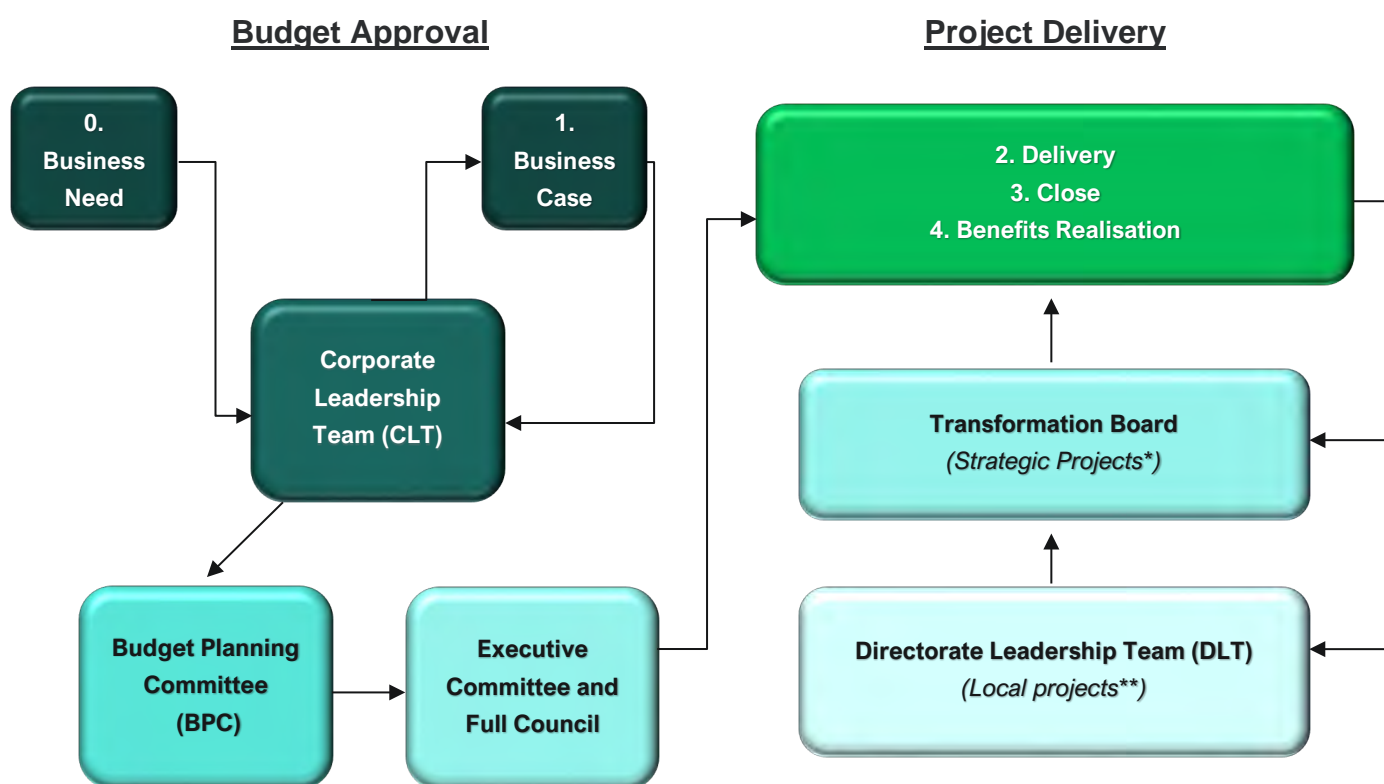 Budget Approval
Project Delivery
0.
Business
Need
1.
Business
Case
2. Delivery
3. Close
4. Benefits Realisation
Corporate
Leadership
Team (CLT)
Transformation Board
(Strategic Projects*)
Budget Planning
Committee
(BPC)
Executive
Committee and
Full Council
Directorate Leadership Team (DLT)
(Local projects**)